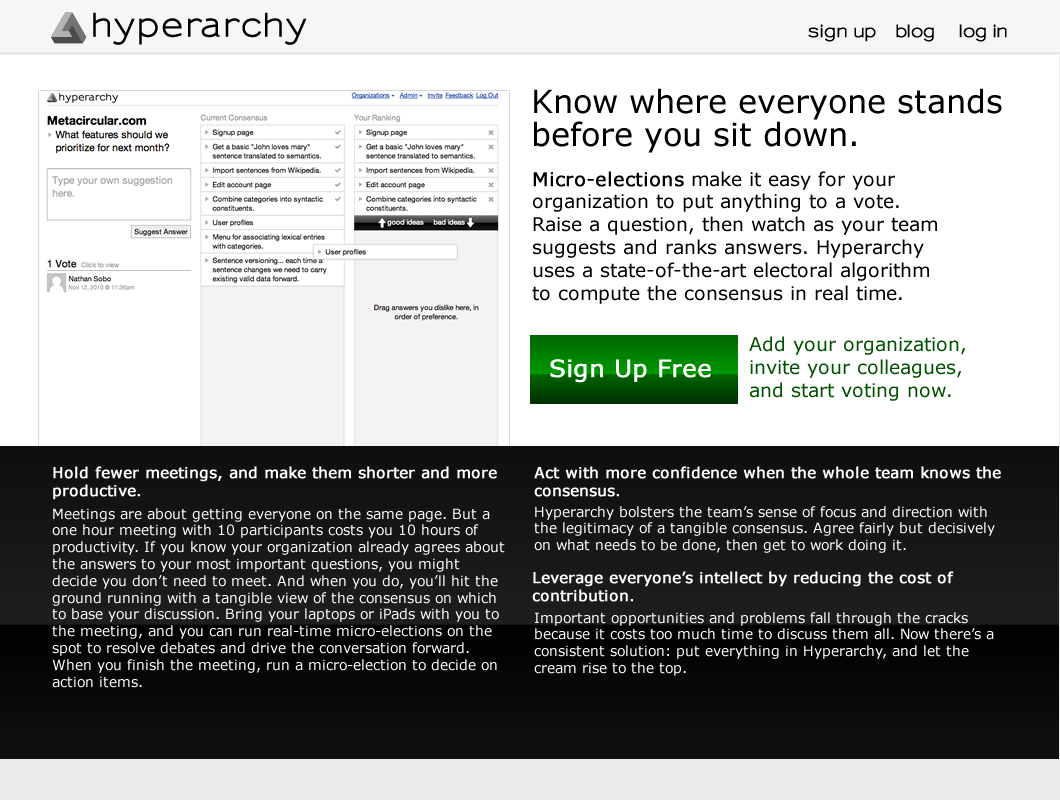 hyperarchy
sign up blog log in
hyperarchy
Organizations Admin Invite Feedback Log Out
Metacircular.com
What features should we
prioritize for next month?
Type your own suggestion
here.
Suggest Answer
1 Vote Click to view
Nathan Sobo
Nov 12, 2010 @ 11:36pm
Current Consensus
Signup page
Get a basic "John loves mary"
sentence translated to semantics.
Import sentences from Wikipedia.
Edit account page
Combine categories into syntactic
constituents.
User profiles
Menu for associating lexical entries
with categories.
Sentence versioning... each time a
sentence changes we need to carry
existing valid data forward.
Your Ranking
Signup page
Get a basic "John loves mary"
sentence translated to semantics.
Import sentences from Wikipedia.
Edit account page
Combine categories into syntactic
constituents.
good ideas bad ideas
User profiles
Drag answers you dislike here, in
order of preference.
Know where everyone stands
before you sit down.
Micro-elections make it easy for your
organization to put anything to a vote.
Raise a question, then watch as your team
suggests and ranks answers. Hyperarchy
uses a state-of-the-art electoral algorithm
to compute the consensus in real time.
Sign Up Free
Add your organization,
invite your colleagues,
and start voting now.
Hold fewer meetings, and make them shorter and more
productive.
Meetings are about getting everyone on the same page. But a
one hour meeting with 10 participants costs you 10 hours of
productivity. If you know your organization already agrees about
the answers to your most important questions, you might
decide you don’t need to meet. And when you do, you’ll hit the
ground running with a tangible view of the consensus on which
to base your discussion. Bring your laptops or iPads with you to
the meeting, and you can run real-time micro-elections on the
spot to resolve debates and drive the conversation forward.
When you finish the meeting, run a micro-election to decide on
action items.
Act with more confidence when the whole team knows the
consensus.
Hyperarchy bolsters the team’s sense of focus and direction with
the legitimacy of a tangible consensus. Agree fairly but decisively
on what needs to be done, then get to work doing it.
Leverage everyone’s intellect by reducing the cost of
contribution.
Important opportunities and problems fall through the cracks
because it costs too much time to discuss them all. Now there’s a
consistent solution: put everything in Hyperarchy, and let the
cream rise to the top.